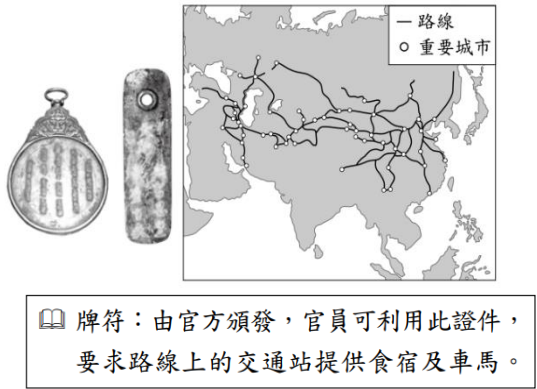 路線
重要城市
牌符：由官方頒發，官員可利用此證件，
要求路線上的交通站提供食宿及車馬。